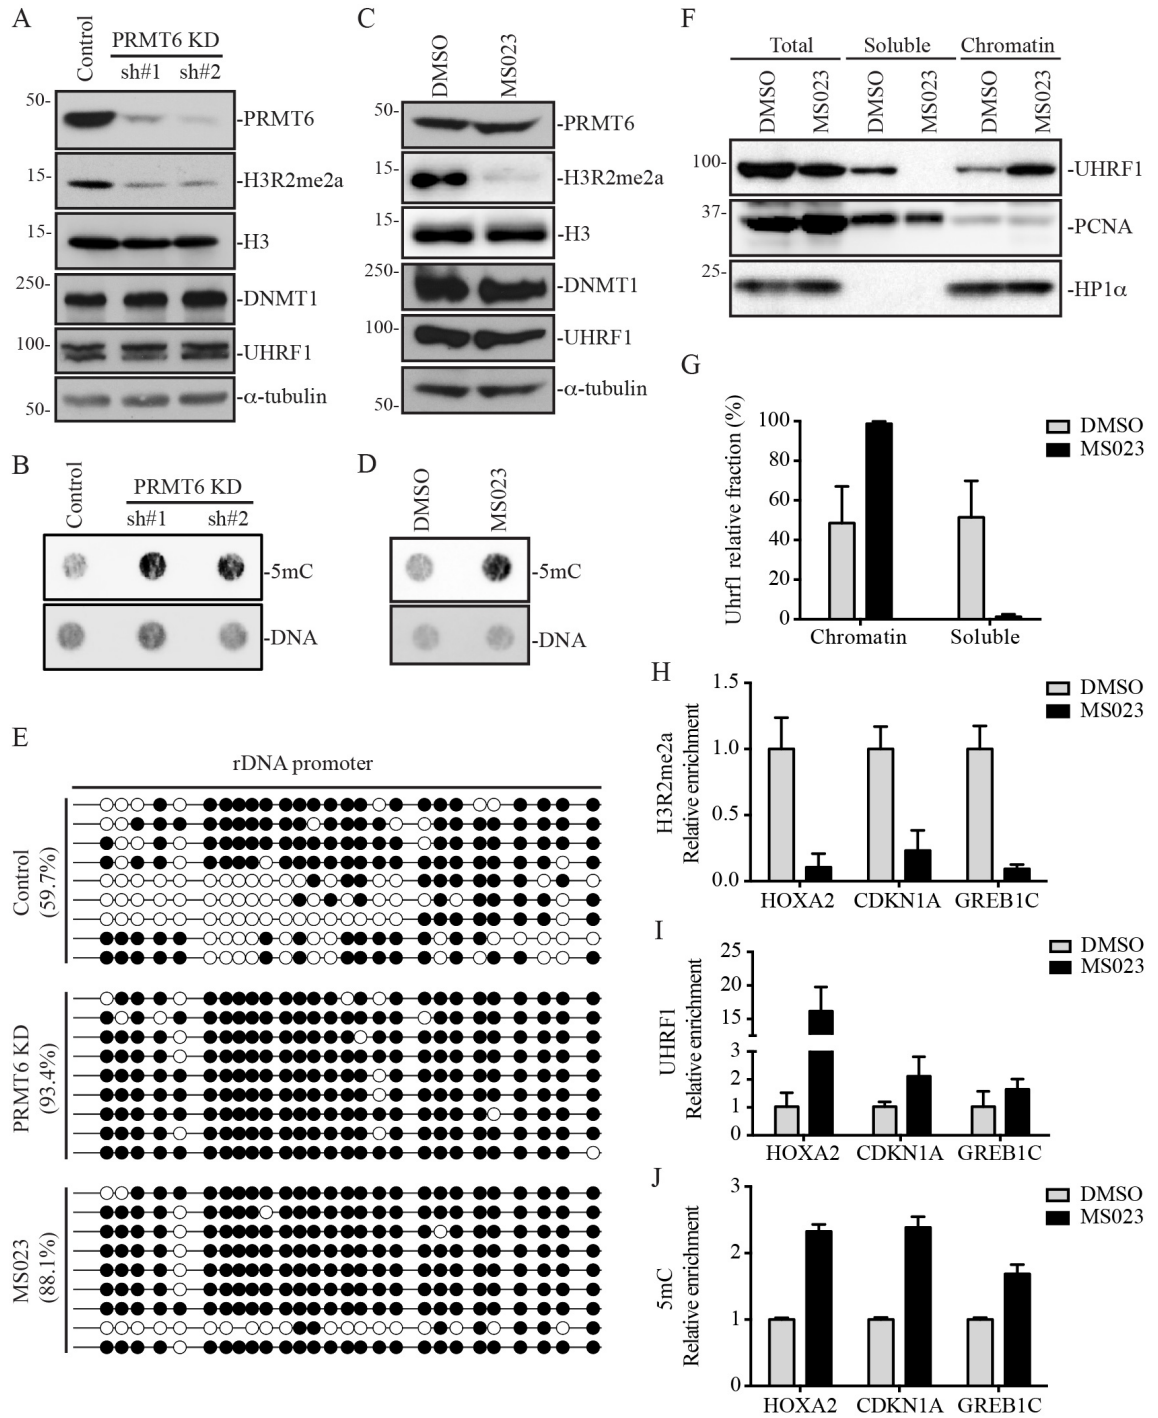 A
Control
PRMT6 KD
sh#1 sh#2
50-
-PRMT6
15-
-H3R2me2a
15-
-H3
250-
-DNMT1
100-
-UHRF1
-α-tubulin
50-
B
Control
PRMT6 KD
sh#1 sh#2
-5mC
-DNA
C
DMSO
MS023
50-
-PRMT6
15-
-H3R2me2a
15-
-H3
250-
-DNMT1
100-
-UHRF1
-α-tubulin
50-
D
DMSO
MS023
-5mC
-DNA
E
rDNA promoter
Control
(59.7%)
PRMT6 KD
(93.4%)
MS023
(88.1%)
F
Total Soluble Chromatin
DMSO MS023 DMSO MS023 DMSO MS023
100-
-UHRF1
37-
-PCNA
25-
-HP1α
G
Uhrf1 relative fraction (%)
100
80
60
40
20
0
Chromatin Soluble
DMSO
MS023
H
H3R2me2a
Relative enrichment
1.5
1.0
0.5
0.0
HOXA2 CDKN1A GREB1C
DMSO
MS023
I
UHRF1
Relative enrichment
25
20
15
3
2
1
0
HOXA2 CDKN1A GREB1C
DMSO
MS023
J
5mC
Relative enrichment
3
2
1
0
HOXA2 CDKN1A GREB1C
DMSO
MS023